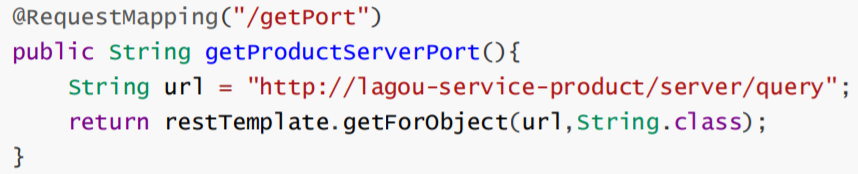 @RequestMapping("/getPort")
public String getProductServerPort(){
    String url = "http://lagou-service-product/server/query";
    return restTemplate.getForObject(url,String.class);
}